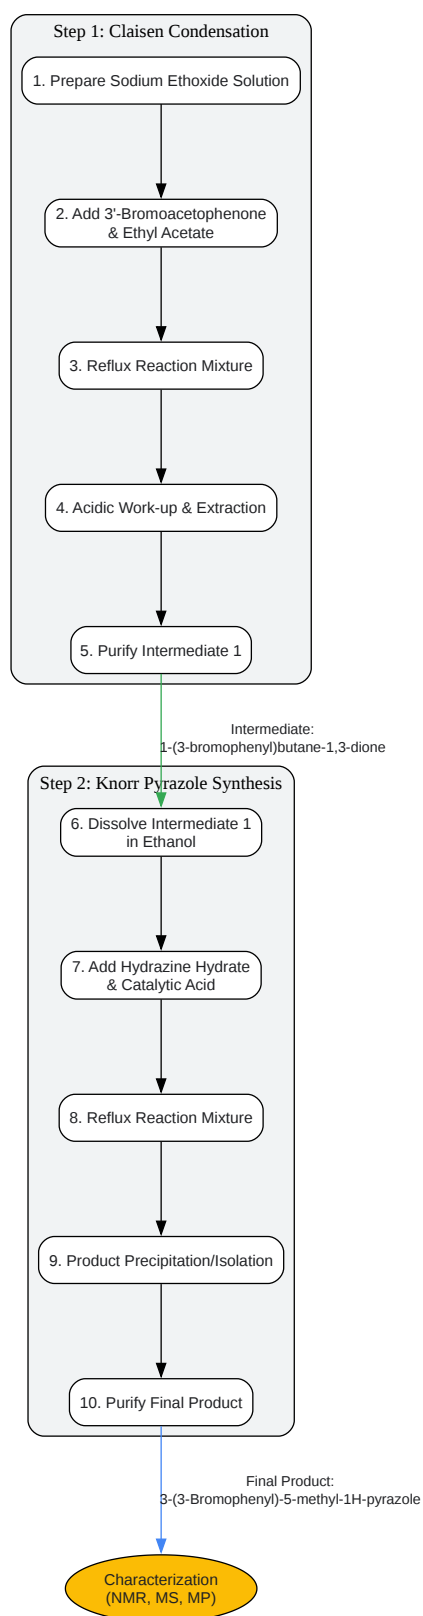 Step 1: Claisen Condensation
1. Prepare Sodium Ethoxide Solution
2. Add 3'-Bromoacetophenone
& Ethyl Acetate
3. Reflux Reaction Mixture
4. Acidic Work-up & Extraction
5. Purify Intermediate 1
Intermediate:
1-(3-bromophenyl)butane-1,3-dione
Step 2: Knorr Pyrazole Synthesis
6. Dissolve Intermediate 1
in Ethanol
7. Add Hydrazine Hydrate
& Catalytic Acid
8. Reflux Reaction Mixture
9. Product Precipitation/Isolation
10. Purify Final Product
Final Product:
3-(3-Bromophenyl)-5-methyl-1H-pyrazole
Characterization
(NMR, MS, MP)